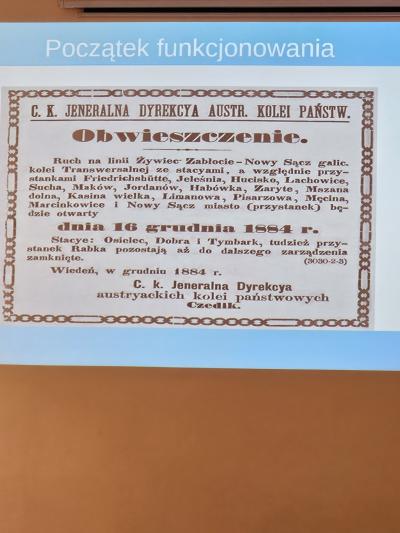 Początek funkcjonowania
C. K. JENERALNA DYREKCYA AUSTR. KOLEI PAŃSTW.
Obwieszczenie.
Ruch na linii Żywiec Zabłocie—Nowy Sącz galic.
kolei Transwersalnej ze stacyami, a względnie przy-
stankami Friedrichshütte, Jeleśnia, Hucisko, Lachowice,
Sucha, Maków, Jordanów, Habówka, Zaryte, Mszana
dolna, Kasina wielka, Limanowa, Pisarzowa, Męcina,
Marcinkowice i Nowy Sącz miasto (przystanek) bę-
dzie otwarty
dnia 16 grudnia 1884 r.
Stacye: Osielec, Dobra i Tymbark, tudzież przy-
stanek Rabka pozostają aż do dalszego zarządzenia
zamknięte. (3030-2-3)
Wiedeń, w grudniu 1884 r.
C. k. Jeneralna Dyrekcya
austryackich kolei państwowych
Czedik.